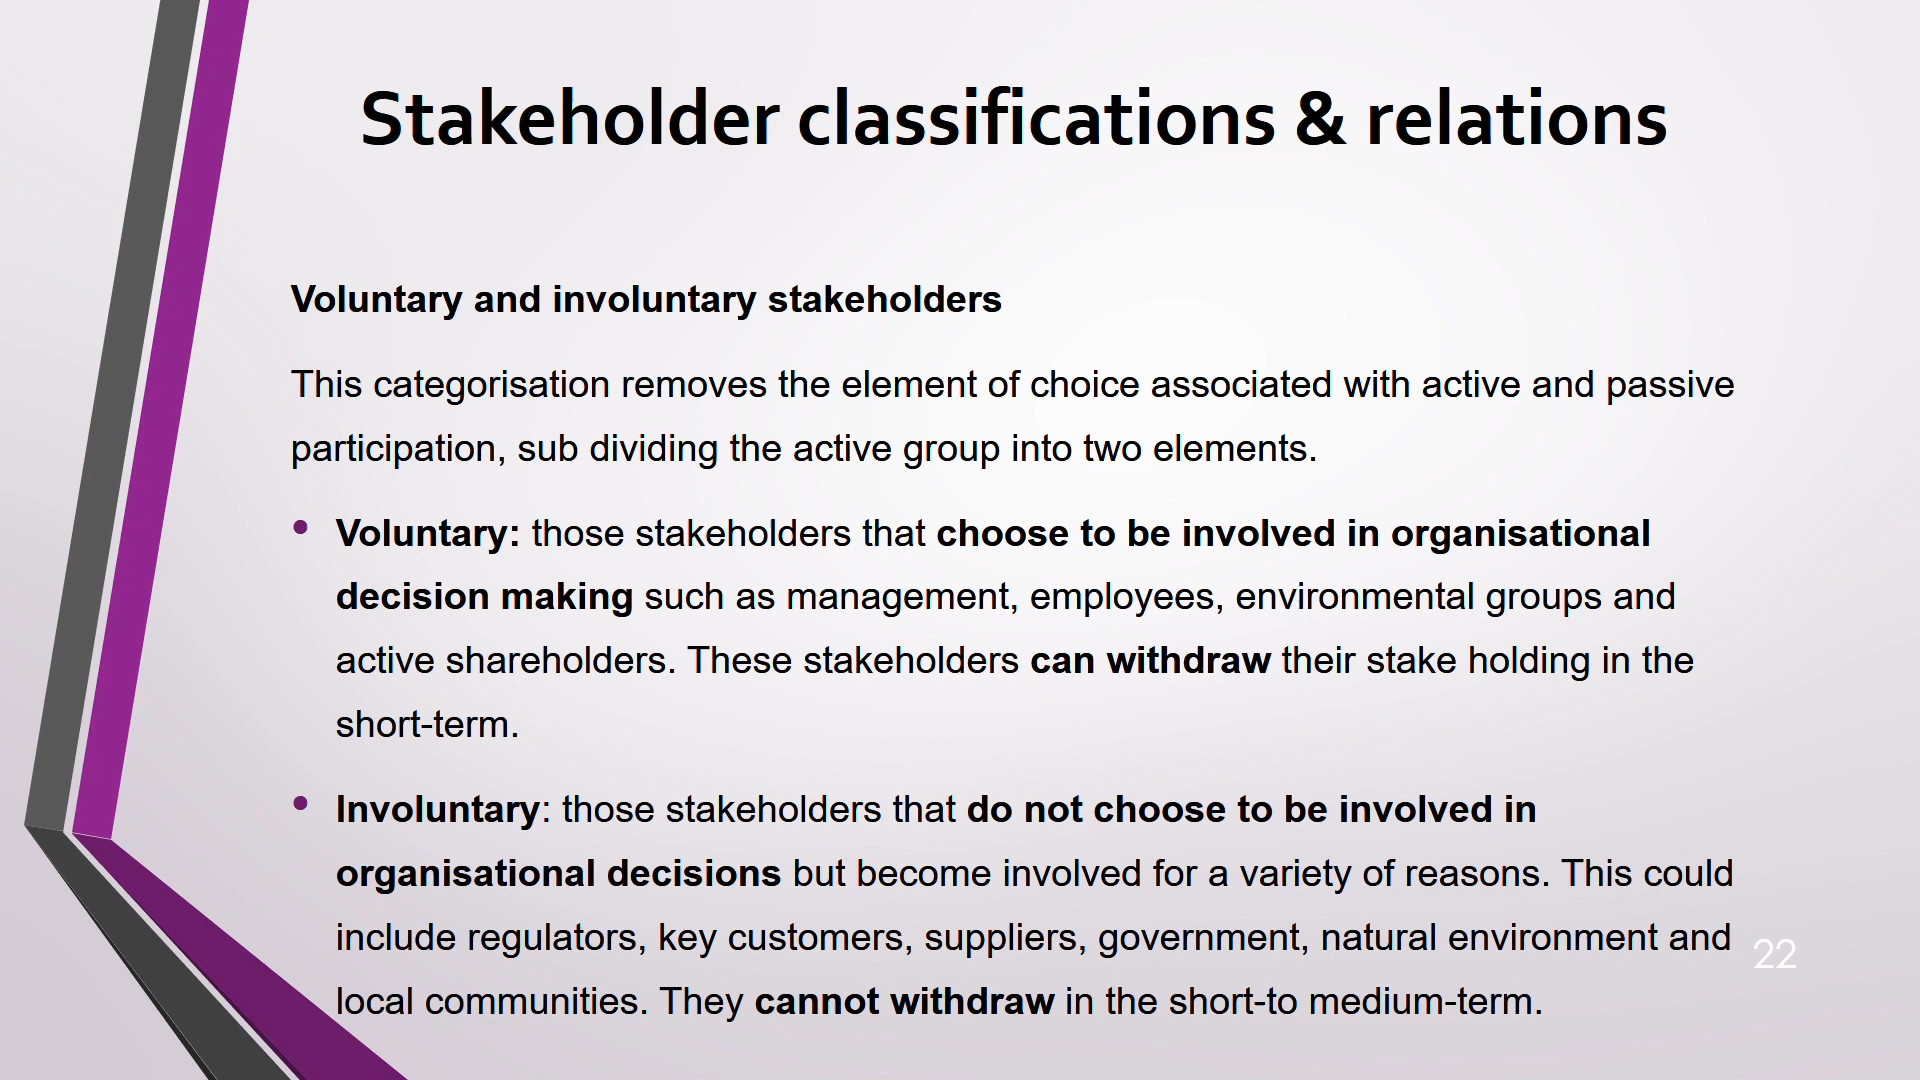 Stakeholder classifications & relations
Voluntary and involuntary stakeholders
This categorisation removes the element of choice associated with active and passive
participation, sub dividing the active group into two elements.
• Voluntary: those stakeholders that choose to be involved in organisational
decision making such as management, employees, environmental groups and
active shareholders. These stakeholders can withdraw their stake holding in the
short-term.
• Involuntary: those stakeholders that do not choose to be involved in
organisational decisions but become involved for a variety of reasons. This could
include regulators, key customers, suppliers, government, natural environment and
local communities. They cannot withdraw in the short-to medium-term.
22